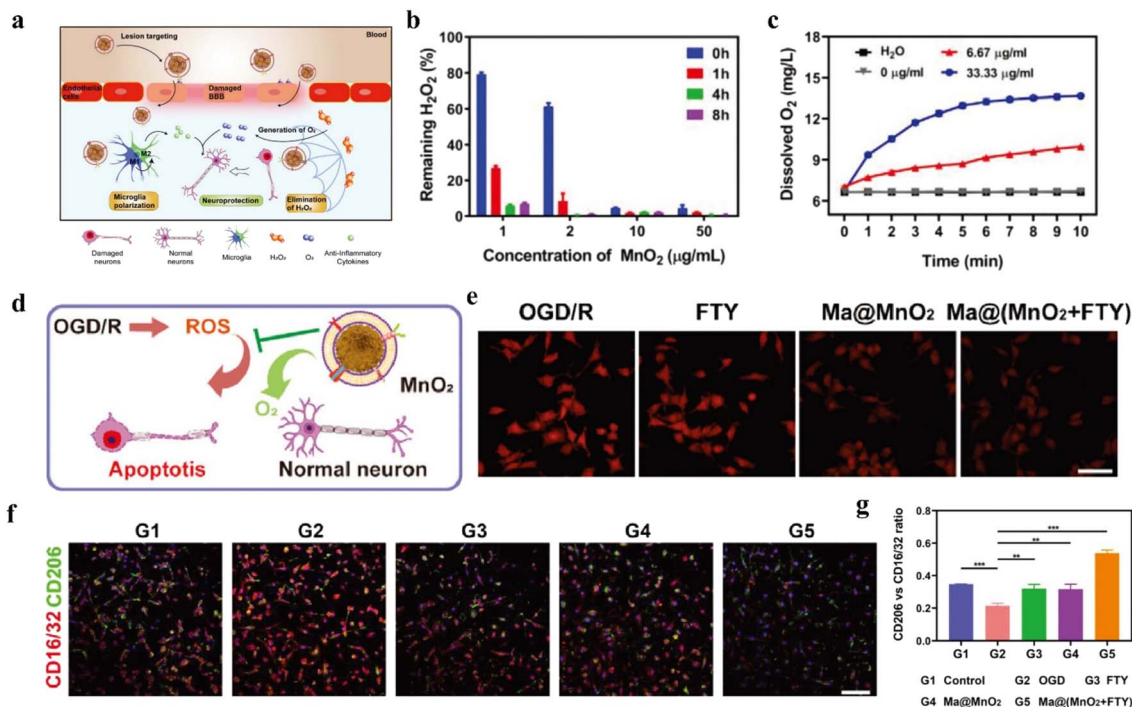 a
Blood
Lesion targeting
Endothelial
cells
Damaged
BBB
Generation of O₂
M2
M1
Microglia
polarization
Neuroprotection
Elimination
of H₂O₂
Damaged
neurons
Normal
neurons
Microglia
H₂O₂
O₂
Anti-Inflammatory
Cytokines
b
Remaining H₂O₂ (%)
100
80
60
40
20
0
0h
1h
4h
8h
1 2 10 50
Concentration of MnO₂ (μg/mL)
c
Dissolved O₂ (mg/L)
18
15
12
9
6
H₂O 6.67 μg/ml
0 μg/ml 33.33 μg/ml
0 1 2 3 4 5 6 7 8 9 10
Time (min)
d
OGD/R ROS
MnO₂
O₂
Apoptotis Normal neuron
e
OGD/R FTY Ma@MnO₂ Ma@(MnO₂+FTY)
f
G1 G2 G3 G4 G5
CD16/32 CD206
g
CD206 vs CD16/32 ratio
0.8
0.6
0.4
0.2
0.0
***
**
**
***
G1 G2 G3 G4 G5
G1 Control G2 OGD G3 FTY
G4 Ma@MnO₂ G5 Ma@(MnO₂+FTY)